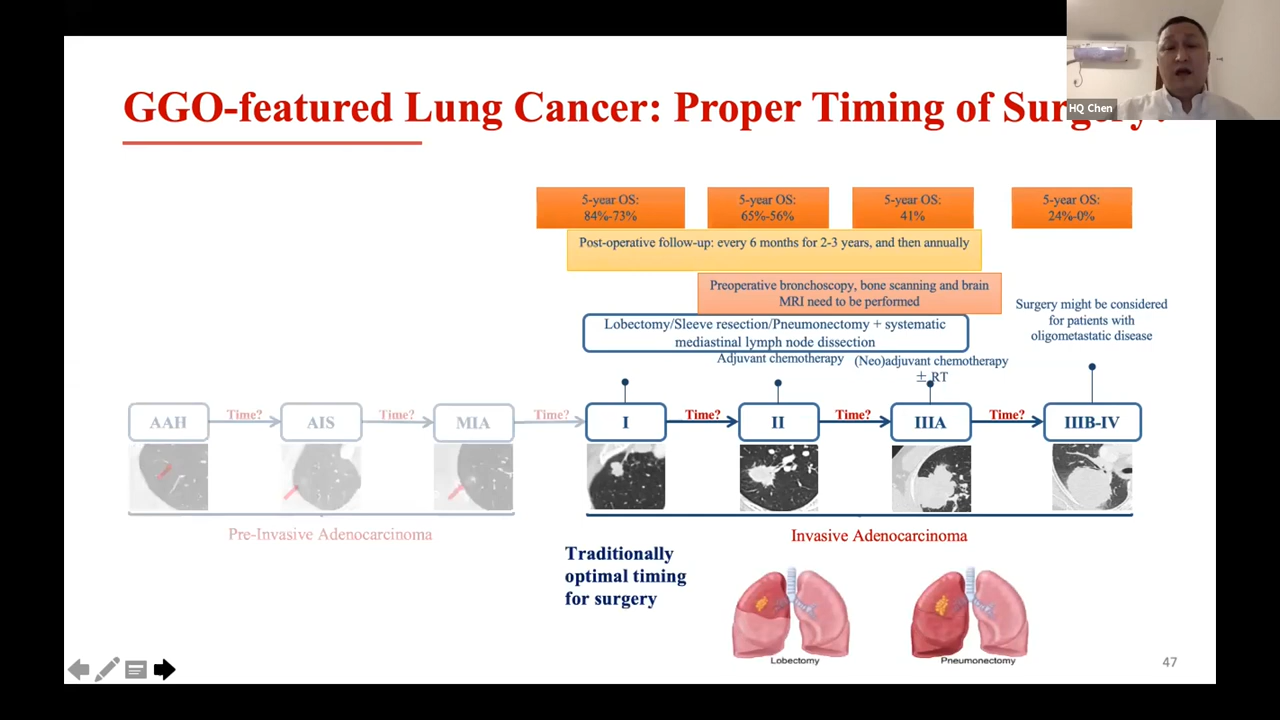 GGO-featured Lung Cancer: Proper Timing of
HQ Chen
5-year OS:
84%-73%
5-year OS:
65%-56%
5-year OS:
41%
5-year OS:
24%-0%
Post-operative follow-up: every 6 months for 2-3 years, and then annually
Preoperative bronchoscopy, bone scanning and brain
MRI need to be performed
Surgery might be considered
for patients with
oligometastatic disease
Lobectomy/Sleeve resection/Pneumonectomy + systematic
mediastinal lymph node dissection
Adjuvant chemotherapy
(Neo)adjuvant chemotherapy
± RT
AAH
Time?
AIS
Time?
MIA
Time?
I
Time?
II
Time?
IIIA
Time?
IIIB-IV
Pre-Invasive Adenocarcinoma
Invasive Adenocarcinoma
Traditionally
optimal timing
for surgery
Lobectomy
Pneumonectomy
47